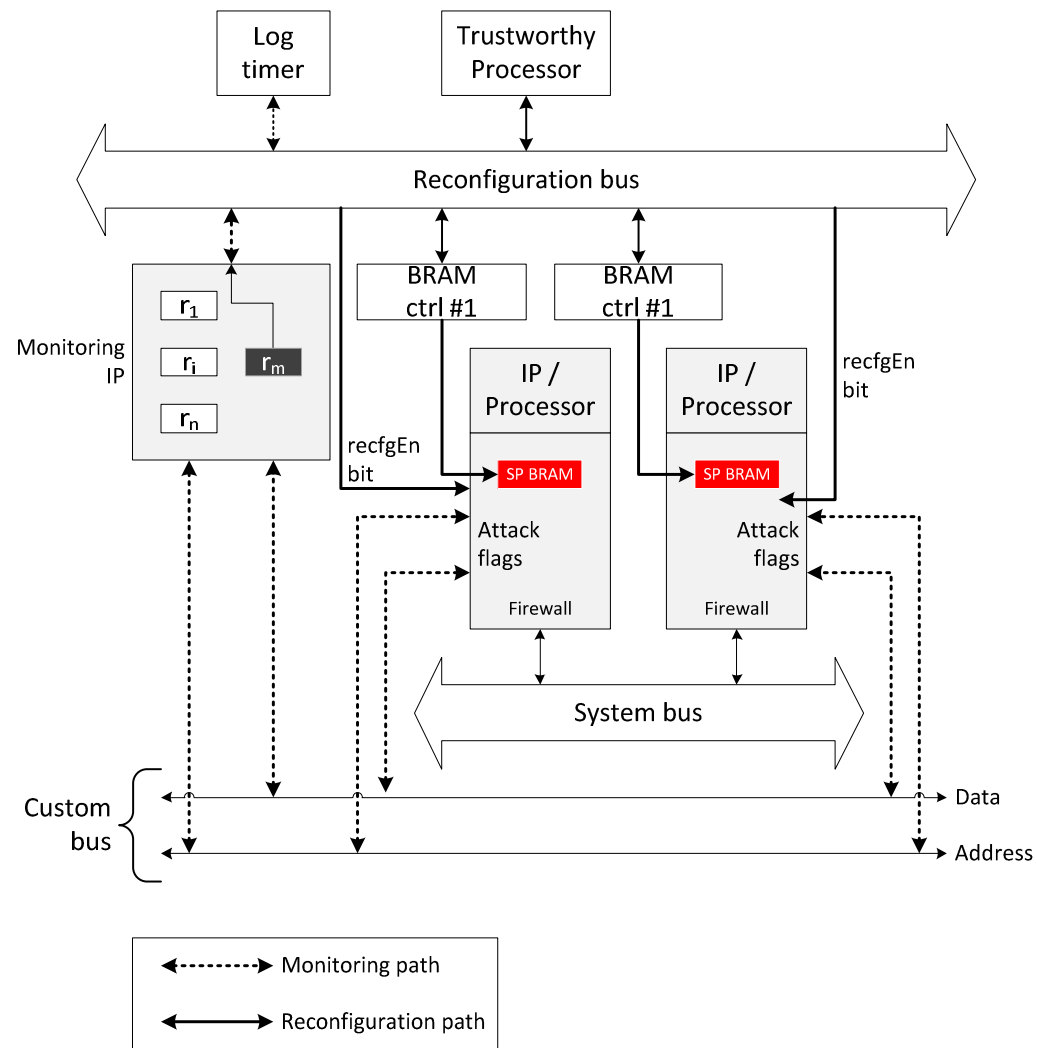 Log
timer
Trustworthy
Processor
Reconfiguration bus
BRAM
ctrl #1
BRAM
ctrl #1
Monitoring
IP
r1
ri
rn
rm
IP /
Processor
IP /
Processor
recfgEn
bit
recfgEn
bit
SP BRAM
SP BRAM
Attack
flags
Attack
flags
Firewall
Firewall
System bus
Custom
bus
Data
Address
Monitoring path
Reconfiguration path